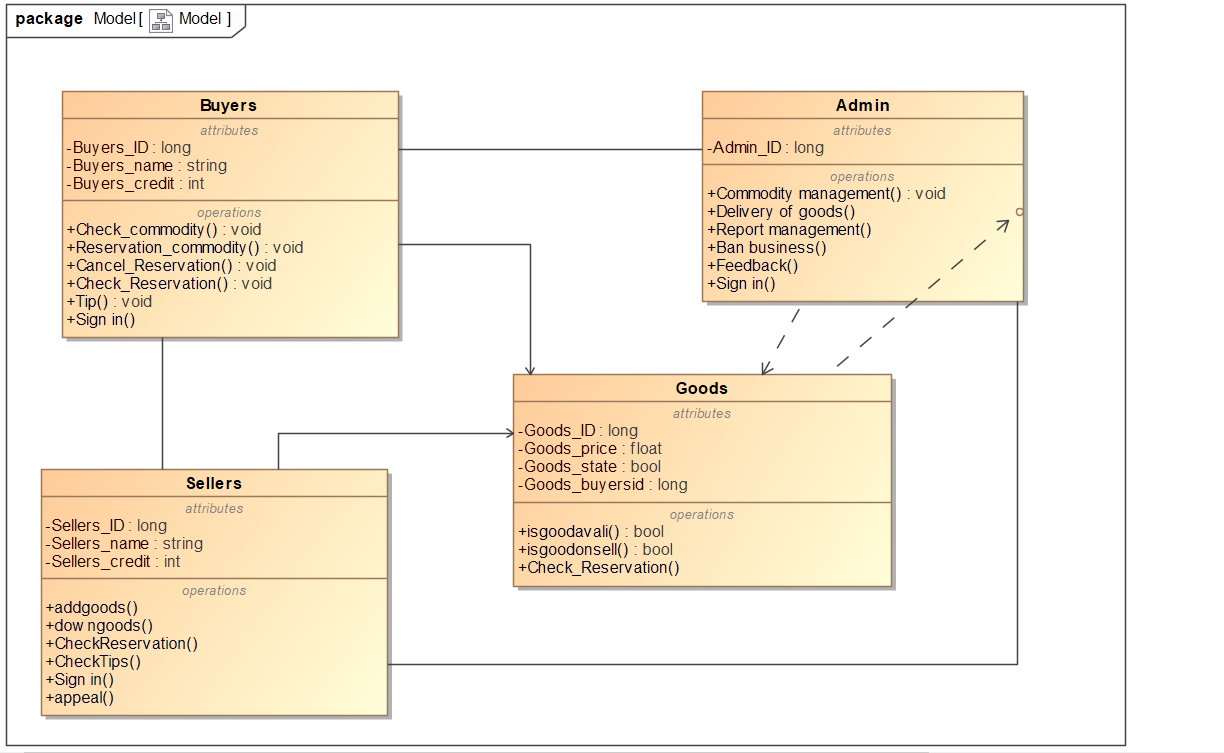 package Model[ Model ]
Buyers
attributes
-Buyers_ID : long
-Buyers_name : string
-Buyers_credit : int
operations
+Check_commodity() : void
+Reservation_commodity() : void
+Cancel_Reservation() : void
+Check_Reservation() : void
+Tip() : void
+Sign in()
Admin
attributes
-Admin_ID : long
operations
+Commodity management() : void
+Delivery of goods()
+Report management()
+Ban business()
+Feedback()
+Sign in()
Goods
attributes
-Goods_ID : long
-Goods_price : float
-Goods_state : bool
-Goods_buyersid : long
operations
+isgoodavali() : bool
+isgoodonsell() : bool
+Check_Reservation()
Sellers
attributes
-Sellers_ID : long
-Sellers_name : string
-Sellers_credit : int
operations
+addgoods()
+dow ngoods()
+CheckReservation()
+CheckTips()
+Sign in()
+appeal()